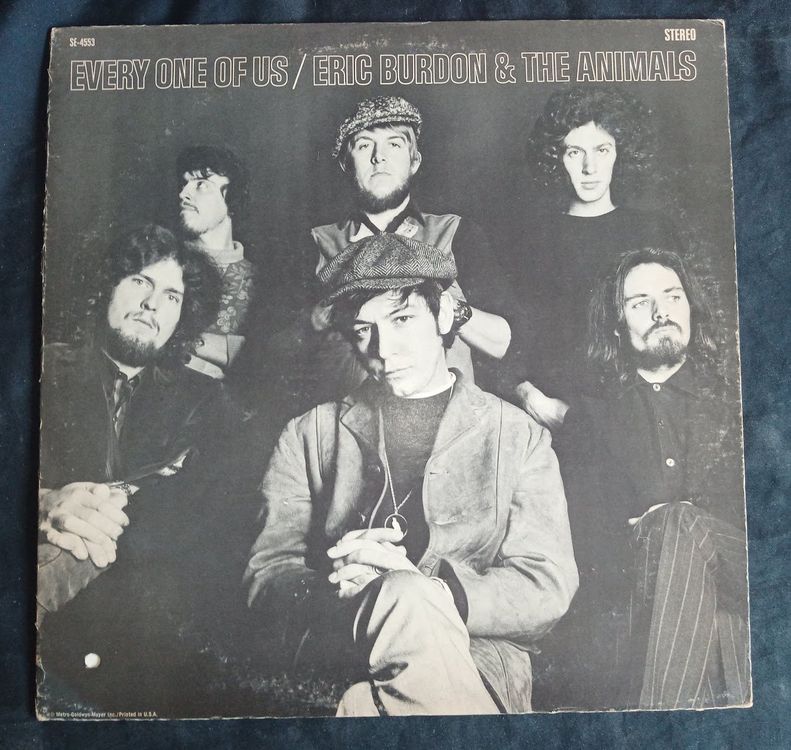 SE-4553
STEREO
EVERY ONE OF US / ERIC BURDON & THE ANIMALS
© Metro-Goldwyn-Mayer Inc./Printed in U.S.A.